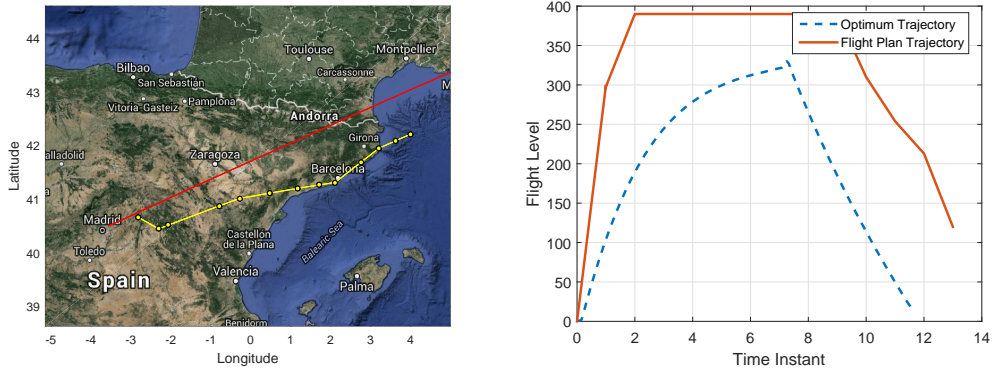 44
43
42
41
40
39
Latitude
-5
-4
-3
-2
-1
0
1
2
3
4
5
Longitude
Toulouse
Montpellier
Bilbao
San Sebastián
Carcassonne
Vitoria-Gasteiz
Pamplona
Andorra
M
Girona
alladolid
Zaragoza
Barcelona
a
Madrid
Toledo
Castellón
de la Plana
Balearic Sea
Spain
Valencia
Palma
Benidorm
400
350
300
250
200
150
100
50
0
Flight Level
0
2
4
6
8
10
12
14
Time Instant
Optimum Trajectory
Flight Plan Trajectory